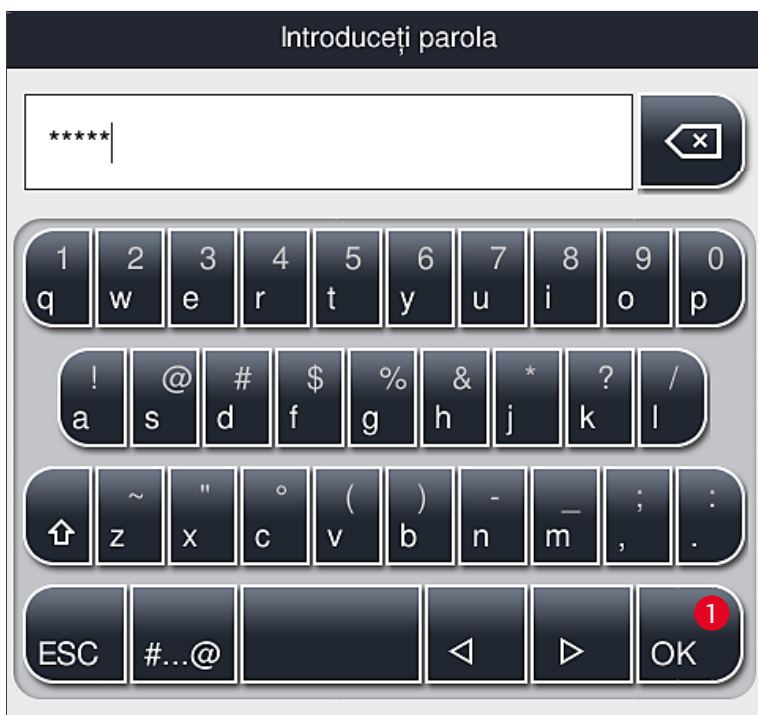 Introduceți parola
*****
1 2 3 4 5 6 7 8 9 0
q w e r t y u i o p
! @ # $ % & * ? /
a s d f g h j k l
~ " ° ( ) - _ ; :
z x c v b n m , .
1
ESC #...@ OK